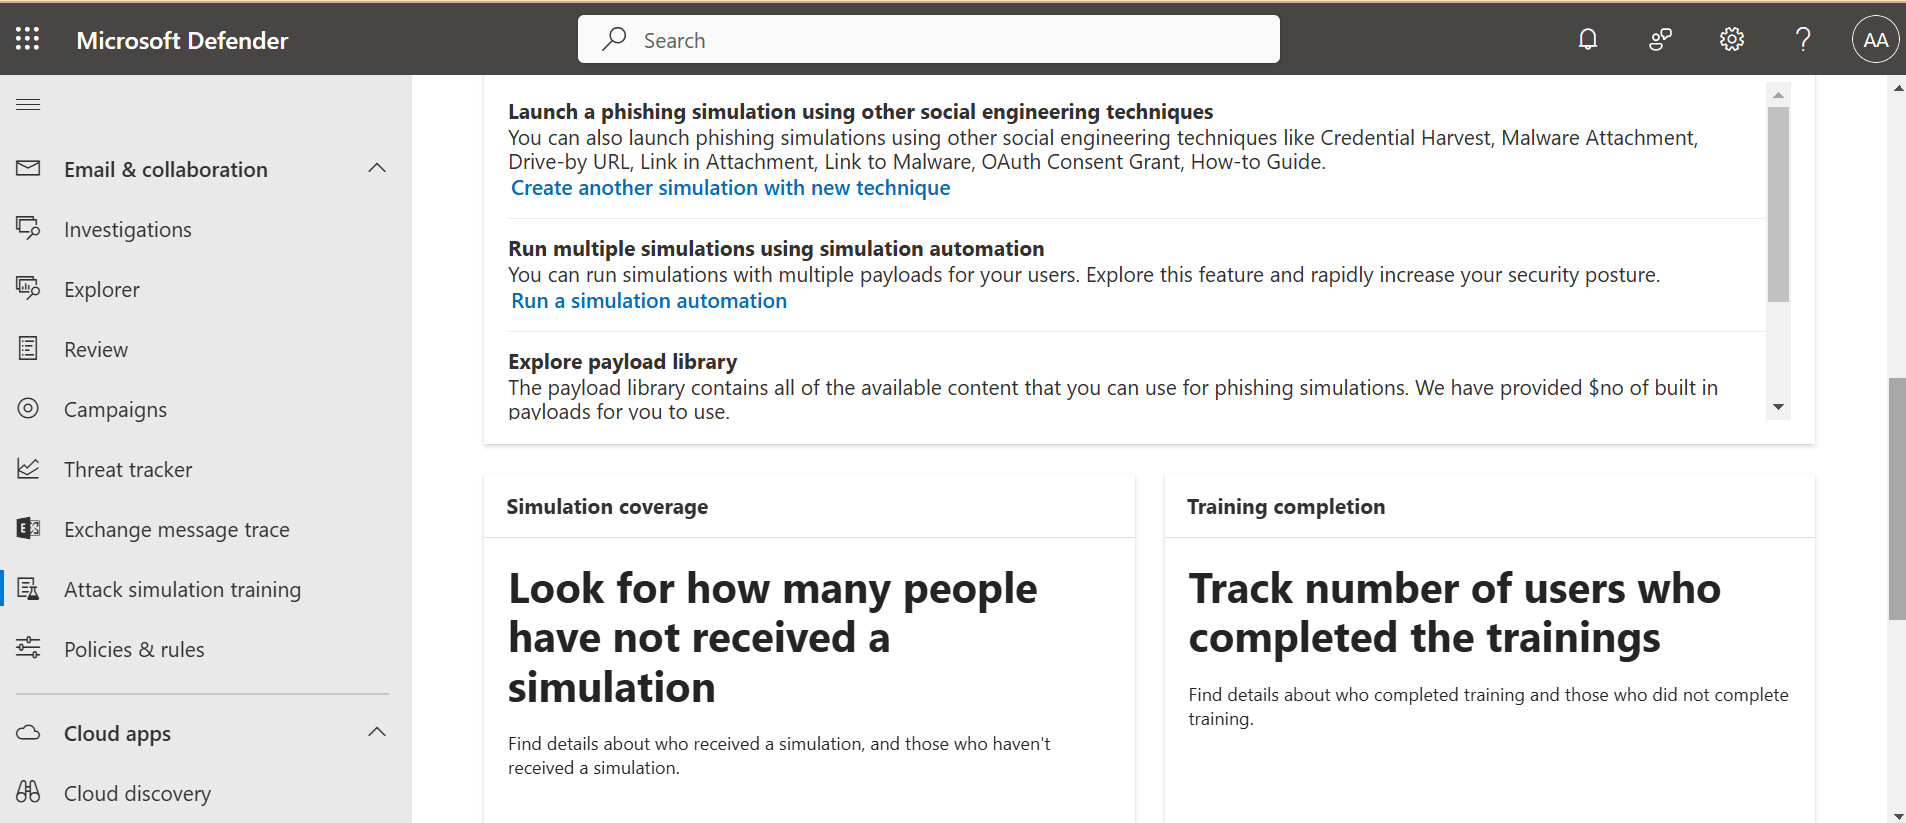 Microsoft Defender
Search
AA
Email & collaboration
Investigations
Explorer
Review
Campaigns
Threat tracker
Exchange message trace
Attack simulation training
Policies & rules
Cloud apps
Cloud discovery
Launch a phishing simulation using other social engineering techniques
You can also launch phishing simulations using other social engineering techniques like Credential Harvest, Malware Attachment,
Drive-by URL, Link in Attachment, Link to Malware, OAuth Consent Grant, How-to Guide.
Create another simulation with new technique
Run multiple simulations using simulation automation
You can run simulations with multiple payloads for your users. Explore this feature and rapidly increase your security posture.
Run a simulation automation
Explore payload library
The payload library contains all of the available content that you can use for phishing simulations. We have provided $no of built in
payloads for you to use.
Simulation coverage
Look for how many people
have not received a
simulation
Find details about who received a simulation, and those who haven't
received a simulation.
Training completion
Track number of users who
completed the trainings
Find details about who completed training and those who did not complete
training.